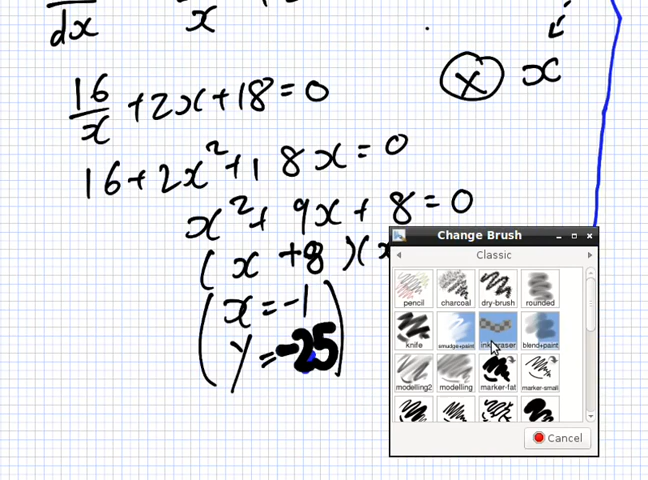 dx x
⊗ x
16/x + 2x + 18 = 0
16 + 2x² + 18x = 0
x² + 9x + 8 = 0
(x + 8)(x
x = -1
y = -25
Change Brush
Classic
pencil charcoal dry-brush rounded
knife smudge+paint ink-eraser blend+paint
modelling2 modelling marker-fat marker-small
Cancel